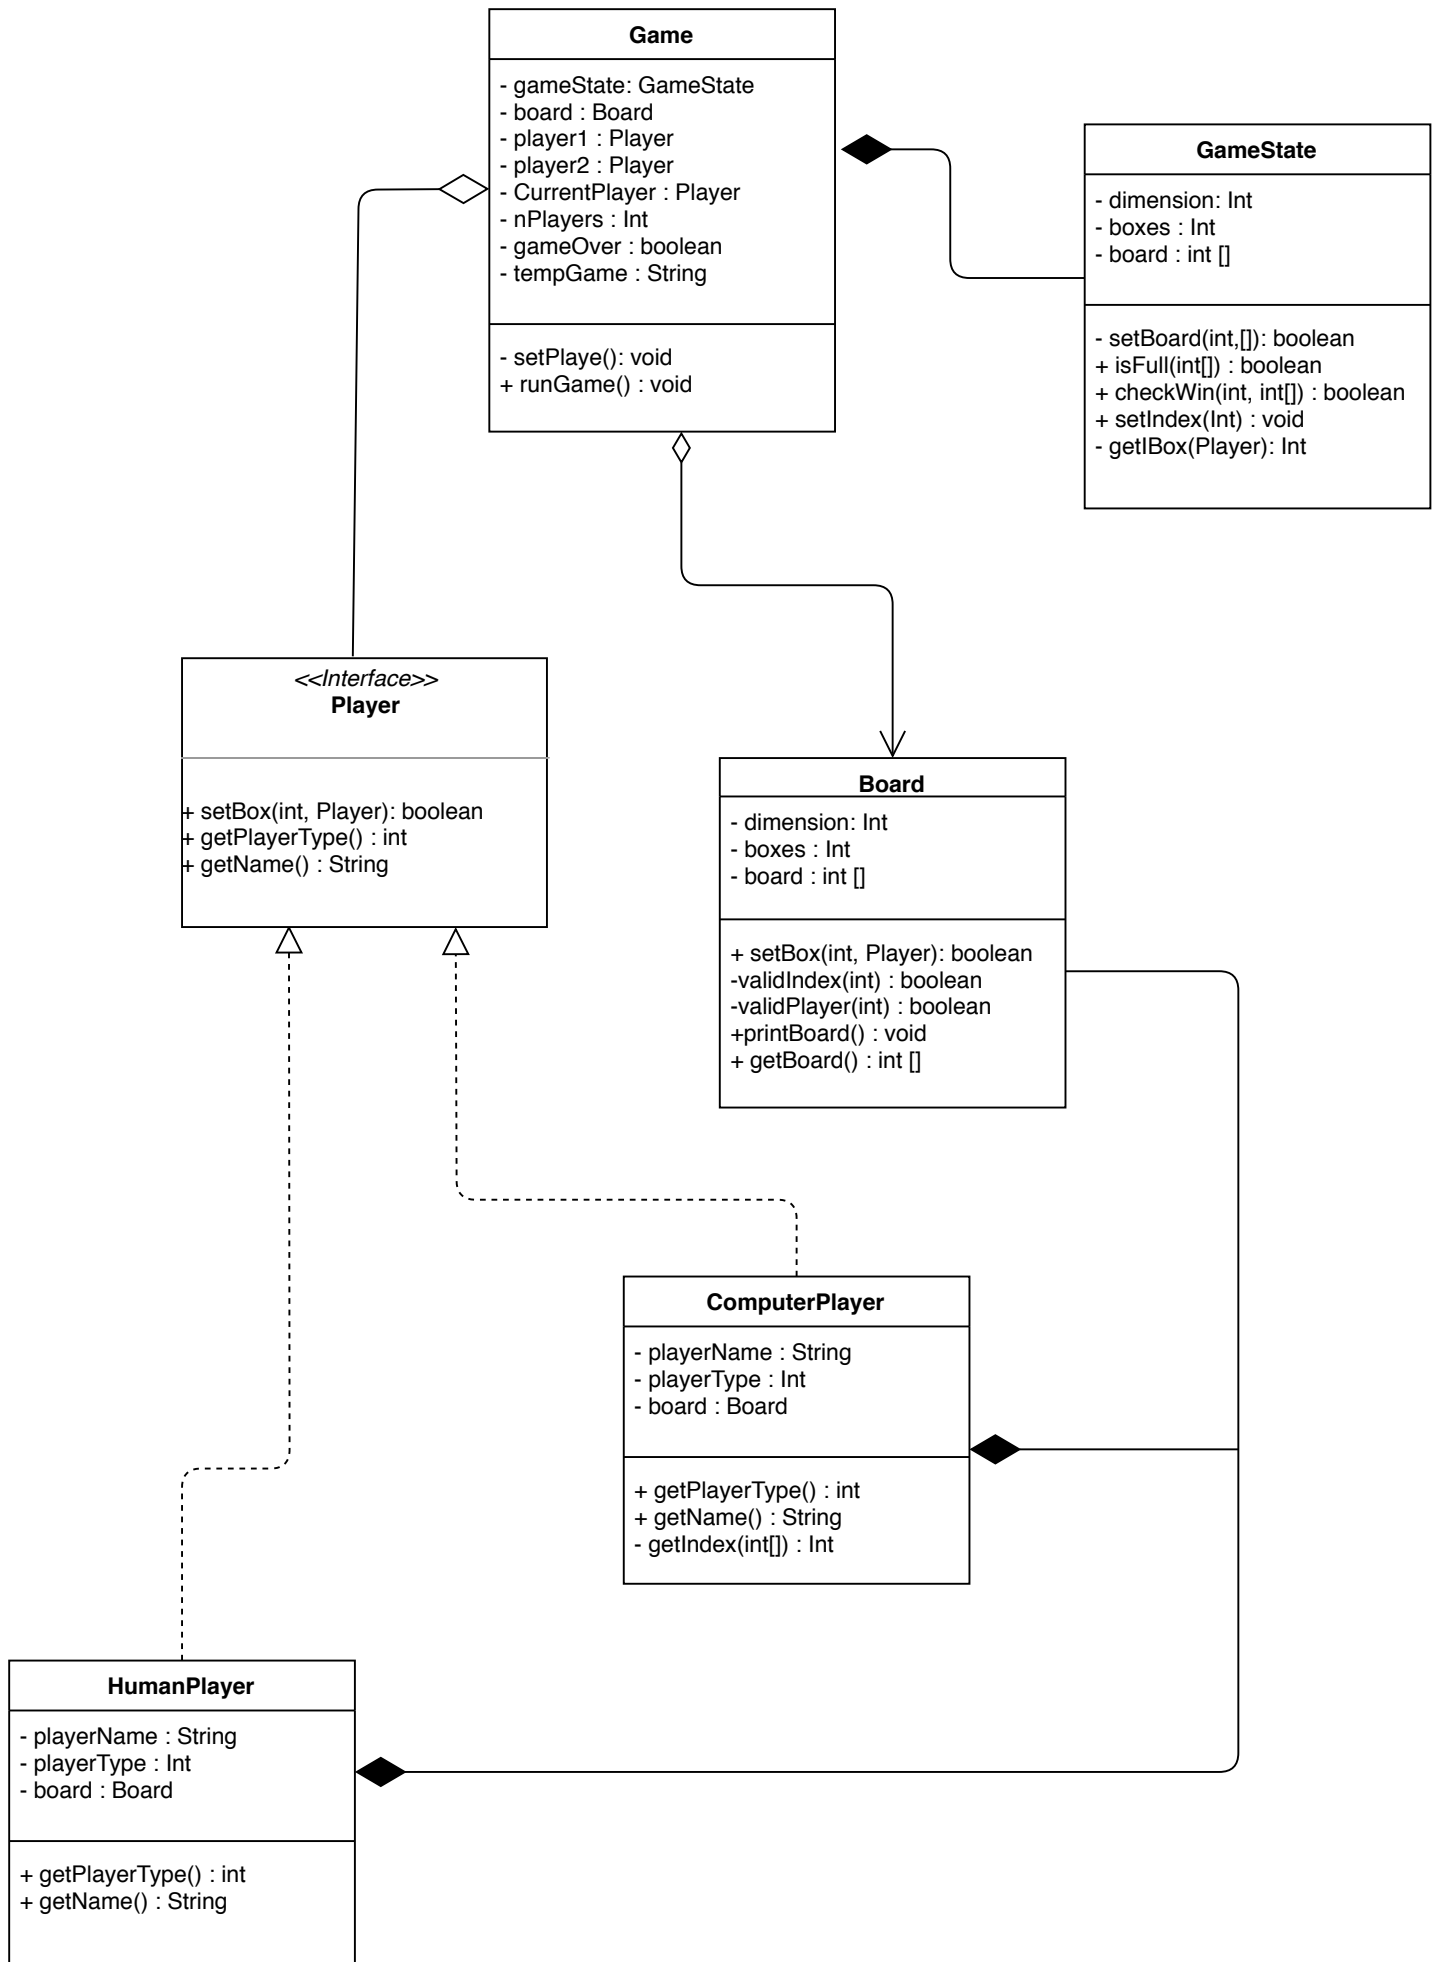 Game
- gameState: GameState
- board : Board
- player1 : Player
- player2 : Player
- CurrentPlayer : Player
- nPlayers : Int
- gameOver : boolean
- tempGame : String
- setPlaye(): void
+ runGame() : void
GameState
- dimension: Int
- boxes : Int
- board : int []
- setBoard(int,[]): boolean
+ isFull(int[]) : boolean
+ checkWin(int, int[]) : boolean
+ setIndex(Int) : void
- getIBox(Player): Int
<<Interface>>
Player
+ setBox(int, Player): boolean
+ getPlayerType() : int
+ getName() : String
Board
- dimension: Int
- boxes : Int
- board : int []
+ setBox(int, Player): boolean
-validIndex(int) : boolean
-validPlayer(int) : boolean
+printBoard() : void
+ getBoard() : int []
ComputerPlayer
- playerName : String
- playerType : Int
- board : Board
+ getPlayerType() : int
+ getName() : String
- getIndex(int[]) : Int
HumanPlayer
- playerName : String
- playerType : Int
- board : Board
+ getPlayerType() : int
+ getName() : String